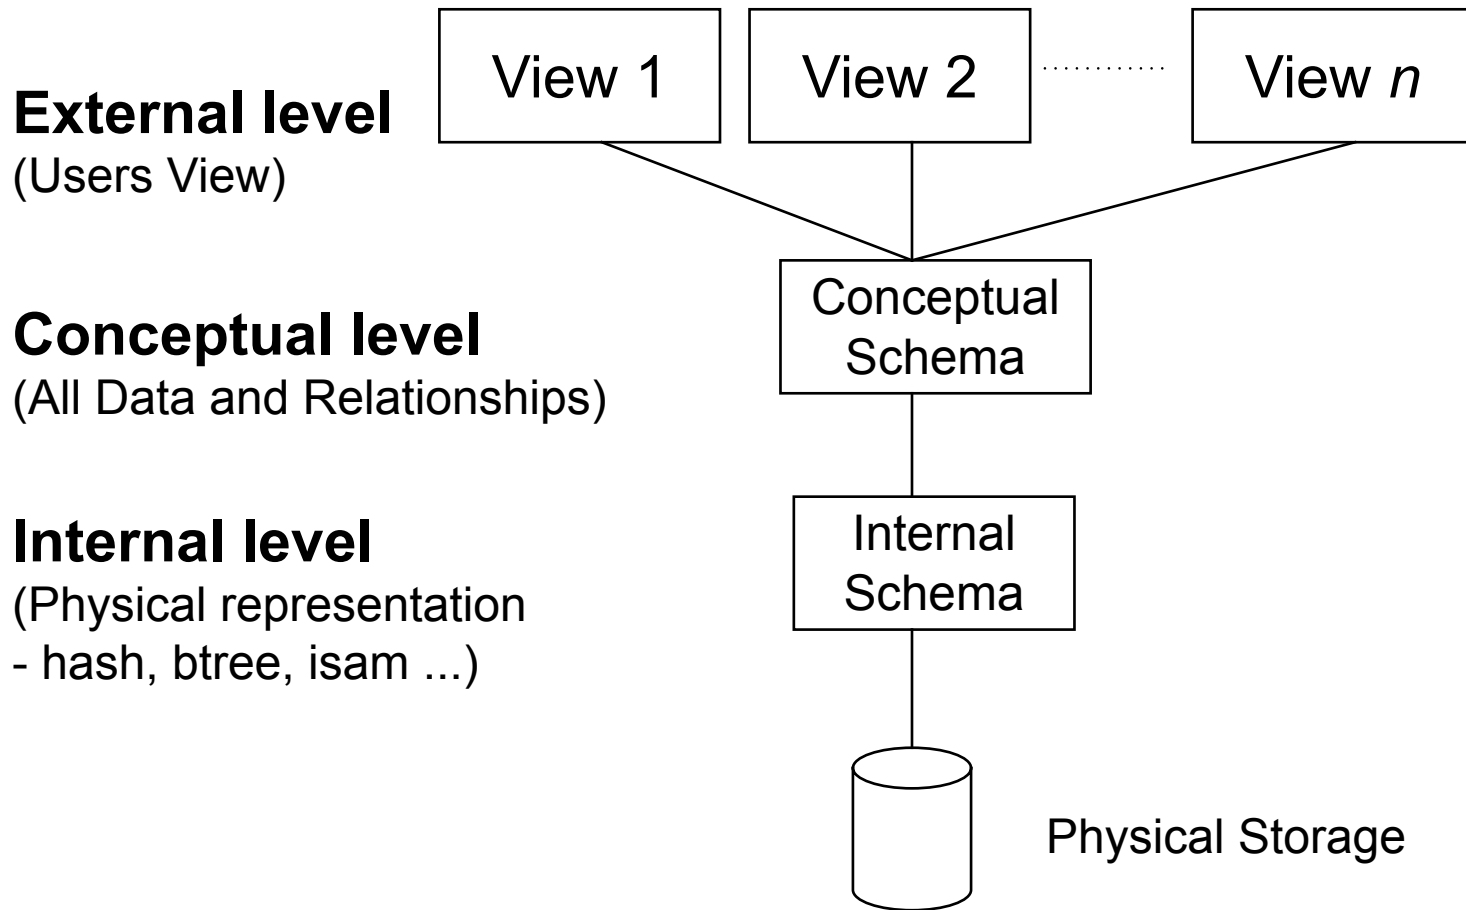 View 1
View 2
............
View n
External level
(Users View)
Conceptual
Schema
Conceptual level
(All Data and Relationships)
Internal
Schema
Internal level
(Physical representation
- hash, btree, isam ...)
Physical Storage